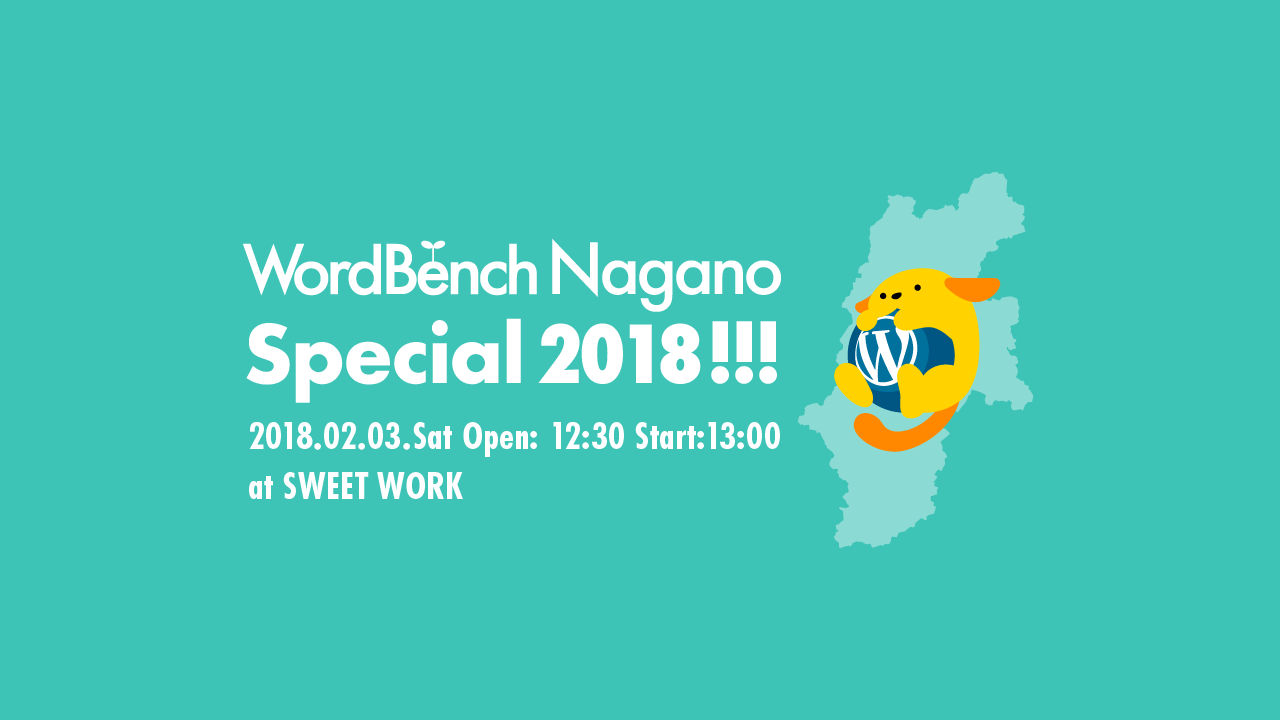 WordBench Nagano
Special 2018!!!
2018.02.03.Sat Open: 12:30 Start:13:00
at SWEET WORK
W